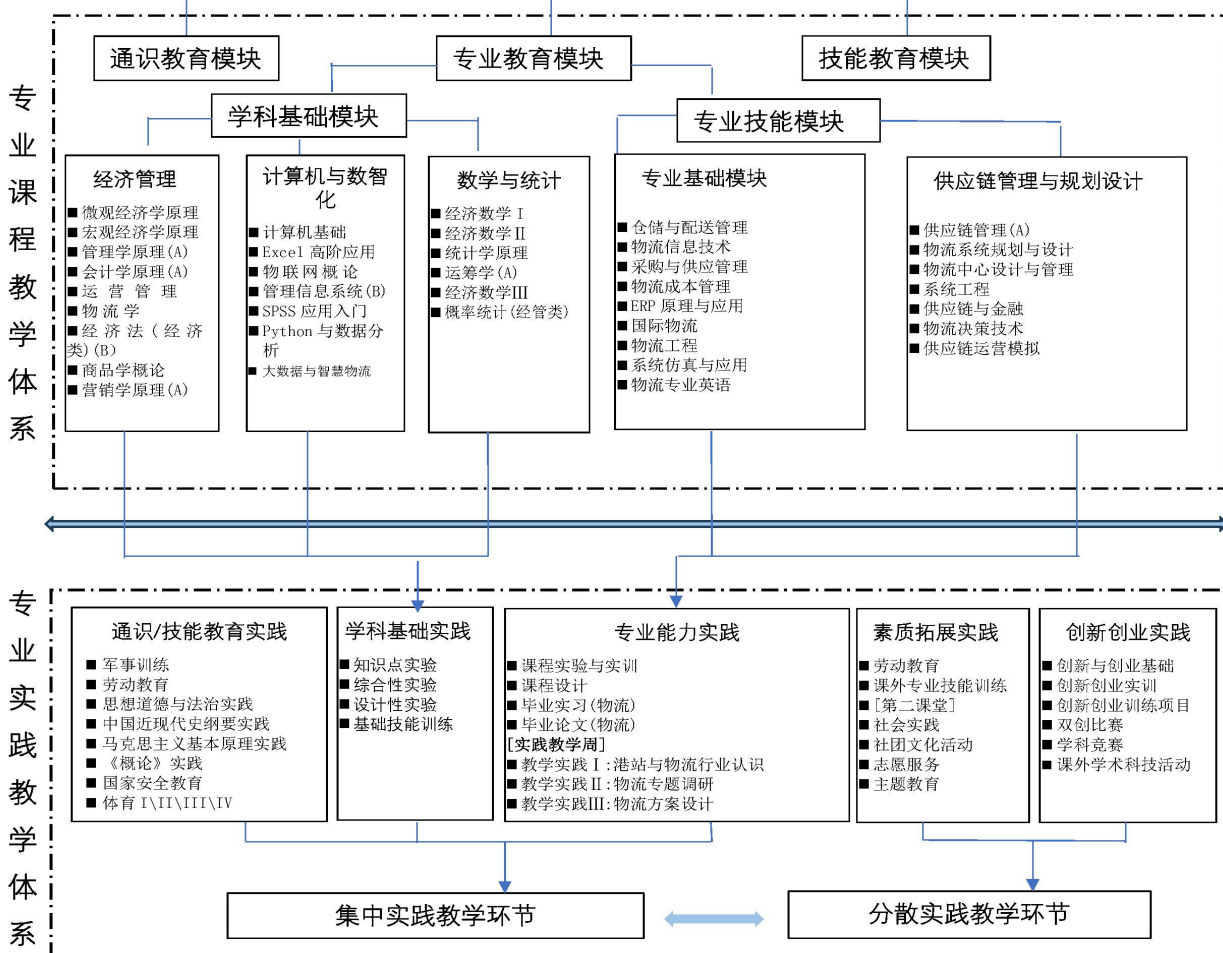 专业课程教学体系
通识教育模块
专业教育模块
技能教育模块
学科基础模块
专业技能模块
经济管理
■ 微观经济学原理
■ 宏观经济学原理
■ 管理学原理(A)
■ 会计学原理(A)
■ 运营管理
■ 物流学
■ 经济法(经济
类)(B)
■ 商品学概论
■ 营销学原理(A)
计算机与数智
化
■ 计算机基础
■ Excel 高阶应用
■ 物联网概论
■ 管理信息系统(B)
■ SPSS 应用入门
■ Python 与数据分
析
■ 大数据与智慧物流
数学与统计
■ 经济数学Ⅰ
■ 经济数学Ⅱ
■ 统计学原理
■ 运筹学(A)
■ 经济数学Ⅲ
■ 概率统计(经管类)
专业基础模块
■ 仓储与配送管理
■ 物流信息技术
■ 采购与供应管理
■ 物流成本管理
■ ERP 原理与应用
■ 国际物流
■ 物流工程
■ 系统仿真与应用
■ 物流专业英语
供应链管理与规划设计
■ 供应链管理(A)
■ 物流系统规划与设计
■ 物流中心设计与管理
■ 系统工程
■ 供应链与金融
■ 物流决策技术
■ 供应链运营模拟
专业实践教学体系
通识/技能教育实践
■ 军事训练
■ 劳动教育
■ 思想道德与法治实践
■ 中国近现代史纲要实践
■ 马克思主义基本原理实践
■ 《概论》实践
■ 国家安全教育
■ 体育 I\II\III\IV
学科基础实践
■ 知识点实验
■ 综合性实验
■ 设计性实验
■ 基础技能训练
专业能力实践
■ 课程实验与实训
■ 课程设计
■ 毕业实习(物流)
■ 毕业论文(物流)
[实践教学周]
■ 教学实践Ⅰ:港站与物流行业认识
■ 教学实践Ⅱ:物流专题调研
■ 教学实践Ⅲ:物流方案设计
素质拓展实践
■ 劳动教育
■ 课外专业技能训练
■ [第二课堂]
■ 社会实践
■ 社团文化活动
■ 志愿服务
■ 主题教育
创新创业实践
■ 创新与创业基础
■ 创新创业实训
■ 创新创业训练项目
■ 双创比赛
■ 学科竞赛
■ 课外学术科技活动
集中实践教学环节
分散实践教学环节